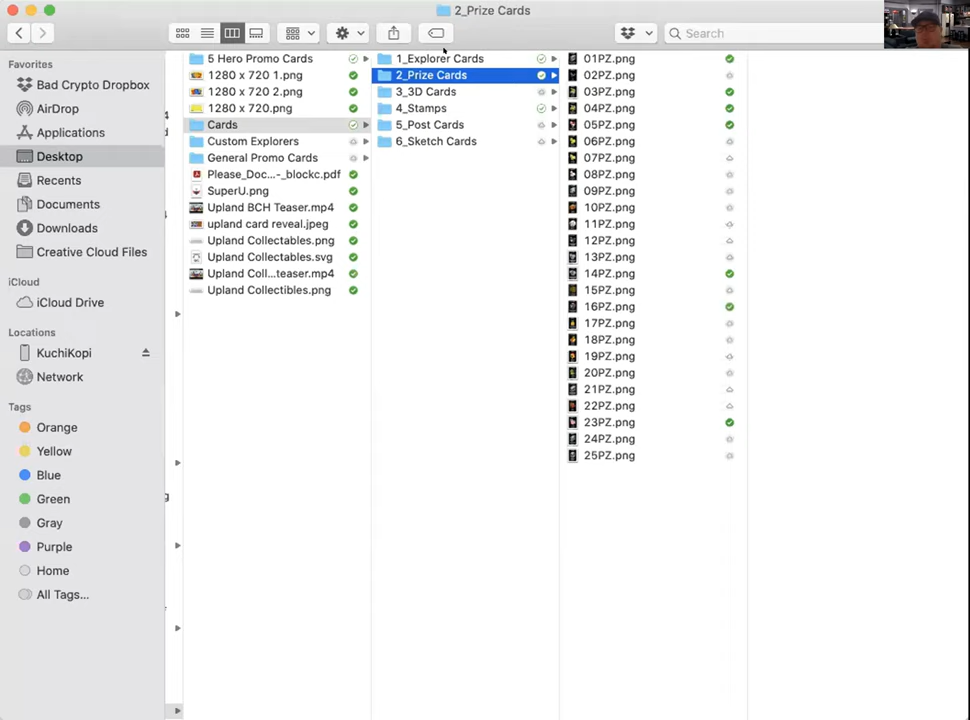 2_Prize Cards
Search
Favorites
Bad Crypto Dropbox
AirDrop
Applications
Desktop
Recents
Documents
Downloads
Creative Cloud Files
iCloud
iCloud Drive
Locations
KuchiKopi
Network
Tags
Orange
Yellow
Blue
Green
Gray
Purple
Home
All Tags...
5 Hero Promo Cards
1280 x 720 1.png
1280 x 720 2.png
1280 x 720.png
Cards
Custom Explorers
General Promo Cards
Please_Doc...-_blockc.pdf
SuperU.png
Upland BCH Teaser.mp4
upland card reveal.jpeg
Upland Collectables.png
Upland Collectables.svg
Upland Coll...teaser.mp4
Upland Collectibles.png
1_Explorer Cards
2_Prize Cards
3_3D Cards
4_Stamps
5_Post Cards
6_Sketch Cards
01PZ.png
02PZ.png
03PZ.png
04PZ.png
05PZ.png
06PZ.png
07PZ.png
08PZ.png
09PZ.png
10PZ.png
11PZ.png
12PZ.png
13PZ.png
14PZ.png
15PZ.png
16PZ.png
17PZ.png
18PZ.png
19PZ.png
20PZ.png
21PZ.png
22PZ.png
23PZ.png
24PZ.png
25PZ.png